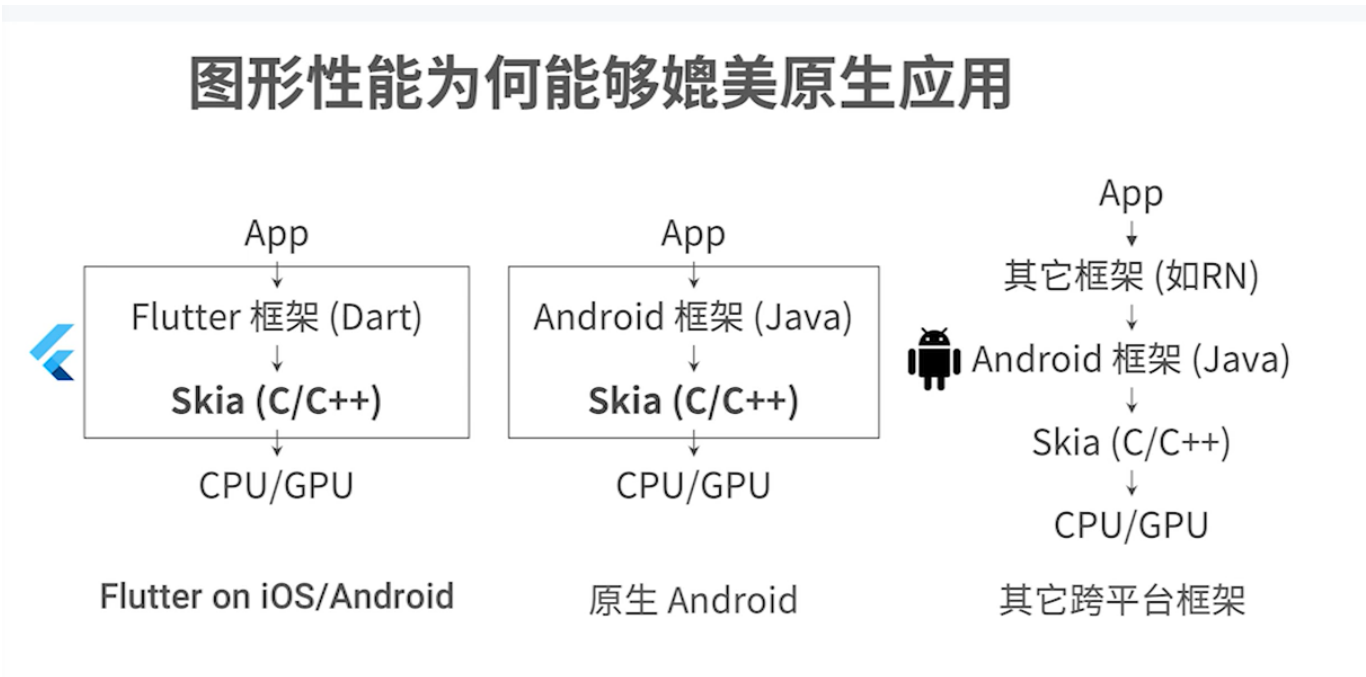 图形性能为何能够媲美原生应用
App
Flutter 框架 (Dart)
Skia (C/C++)
CPU/GPU
Flutter on iOS/Android
App
Android 框架 (Java)
Skia (C/C++)
CPU/GPU
原生 Android
App
其它框架 (如RN)
Android 框架 (Java)
Skia (C/C++)
CPU/GPU
其它跨平台框架